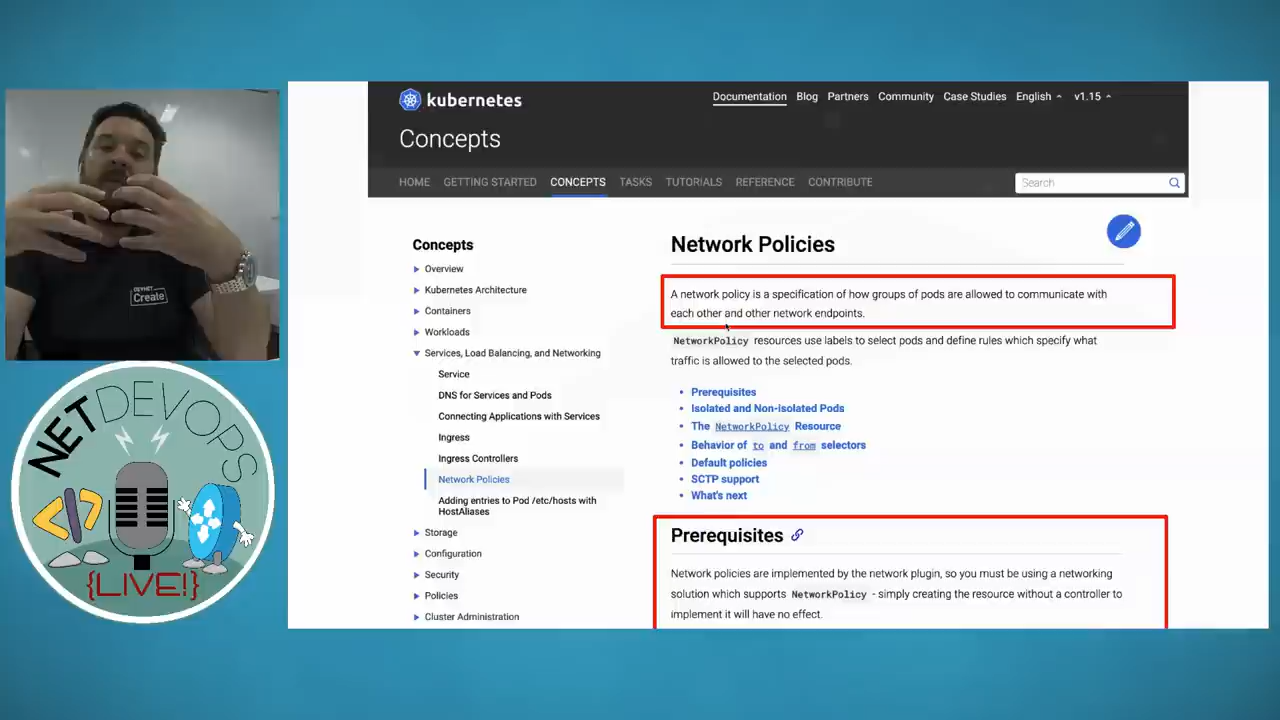 kubernetes
Documentation Blog Partners Community Case Studies English v1.15
Concepts
HOME GETTING STARTED CONCEPTS TASKS TUTORIALS REFERENCE CONTRIBUTE
Search
Concepts
Overview
Kubernetes Architecture
Containers
Workloads
Services, Load Balancing, and Networking
Service
DNS for Services and Pods
Connecting Applications with Services
Ingress
Ingress Controllers
Network Policies
Adding entries to Pod /etc/hosts with
HostAliases
Storage
Configuration
Security
Policies
Cluster Administration
Network Policies
A network policy is a specification of how groups of pods are allowed to communicate with
each other and other network endpoints.
NetworkPolicy resources use labels to select pods and define rules which specify what
traffic is allowed to the selected pods.
• Prerequisites
• Isolated and Non-isolated Pods
• The NetworkPolicy Resource
• Behavior of to and from selectors
• Default policies
• SCTP support
• What's next
Prerequisites
Network policies are implemented by the network plugin, so you must be using a networking
solution which supports NetworkPolicy - simply creating the resource without a controller to
implement it will have no effect.
DEVNET
Create
NETDEVOPS
{LIVE!}